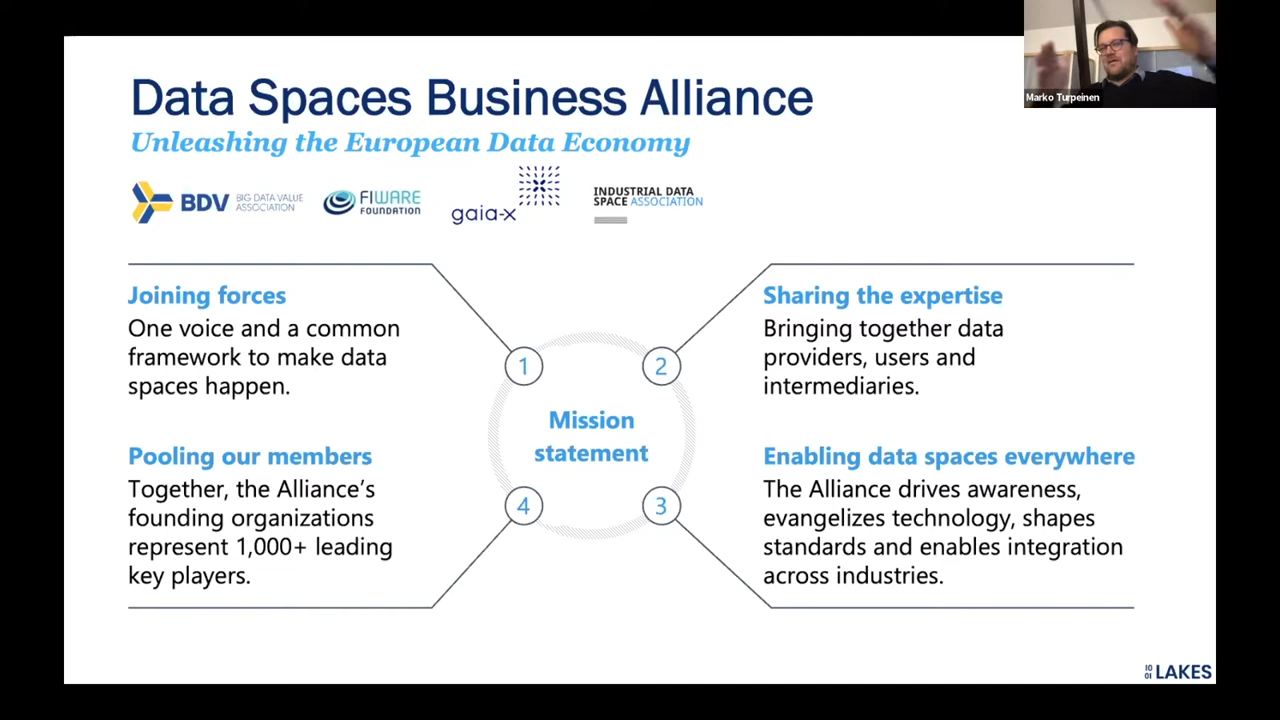 Marko Turpeinen
Data Spaces Business Alliance
Unleashing the European Data Economy
BDV BIG DATA VALUE
ASSOCIATION
FIWARE
FOUNDATION
gaia-x
INDUSTRIAL DATA
SPACE ASSOCIATION
Joining forces
One voice and a common
framework to make data
spaces happen.
1
2
Sharing the expertise
Bringing together data
providers, users and
intermediaries.
Mission
statement
Pooling our members
Together, the Alliance’s
founding organizations
represent 1,000+ leading
key players.
4
3
Enabling data spaces everywhere
The Alliance drives awareness,
evangelizes technology, shapes
standards and enables integration
across industries.
10
01 LAKES